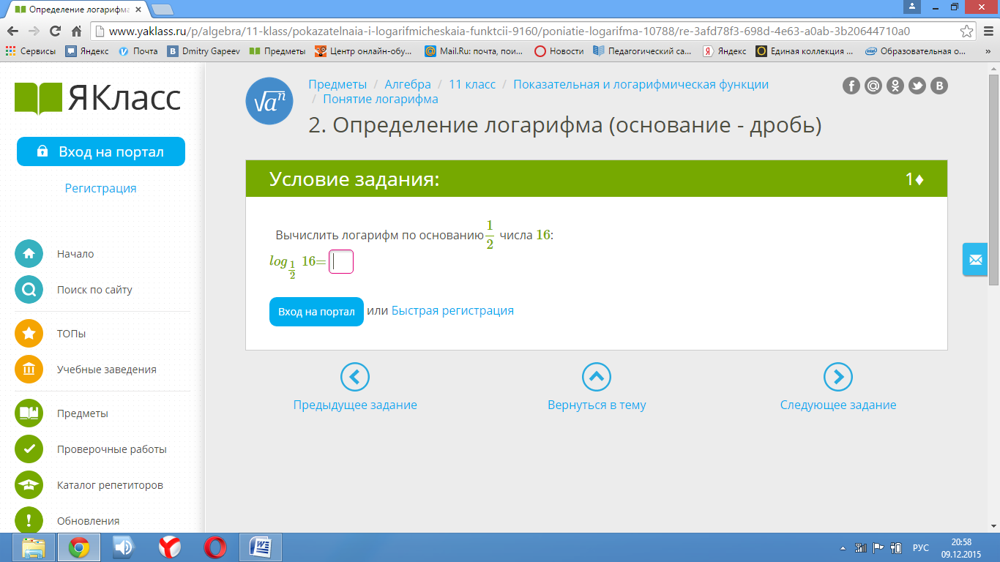 Определение логарифма
www.yaklass.ru/p/algebra/11-klass/pokazatelnaia-i-logarifmicheskaia-funktcii-9160/poniatie-logarifma-10788/re-3afd78f3-698d-4e63-a0ab-3b20644710a0
Сервисы Яндекс Почта Dmitry Gapeev Предметы Центр онлайн-обу... Mail.Ru: почта, пои... Новости Педагогический са... Яндекс Единая коллекция ... Образовательная о... »
ЯКласс
Вход на портал
Регистрация
Начало
Поиск по сайту
ТОПы
Учебные заведения
Предметы
Проверочные работы
Каталог репетиторов
Обновления
√aⁿ
Предметы / Алгебра / 11 класс / Показательная и логарифмическая функции
/ Понятие логарифма
2. Определение логарифма (основание - дробь)
Условие задания: 1♦
Вычислить логарифм по основанию 1/2 числа 16:
log 1/2 16=
Вход на портал или Быстрая регистрация
Предыдущее задание Вернуться в тему Следующее задание
РУС 20:58
09.12.2015